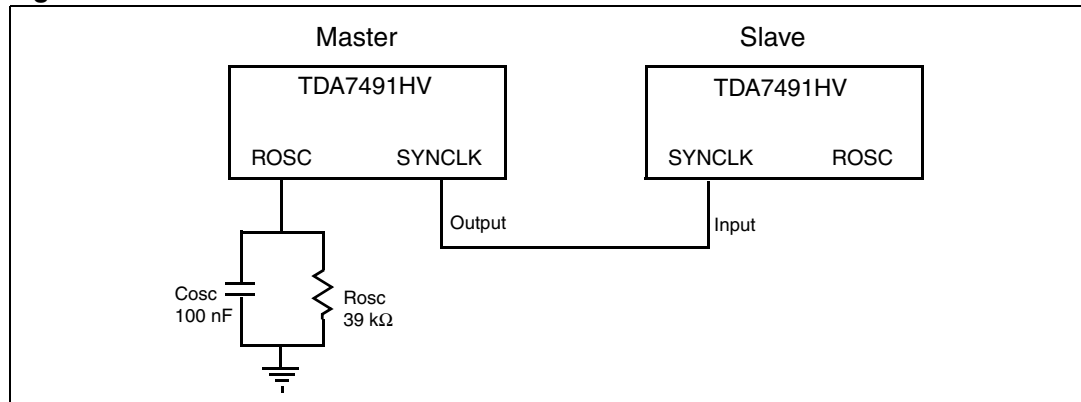 Master Slave
TDA7491HV TDA7491HV
ROSC SYNCLK SYNCLK ROSC
Output Input
Cosc
100 nF
Rosc
39 kΩ